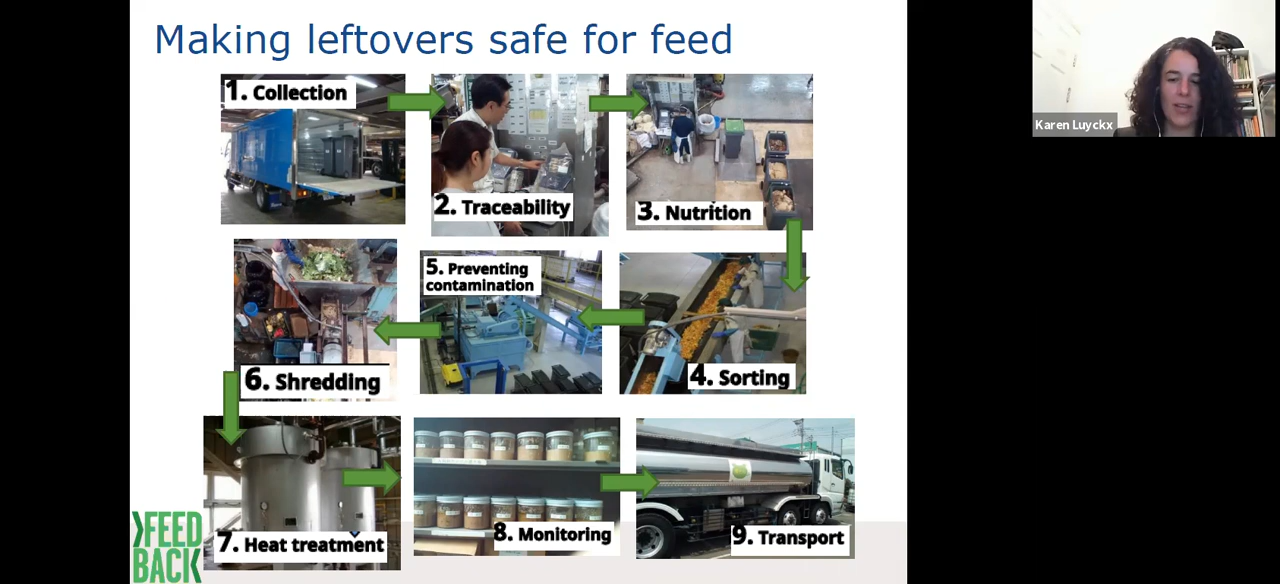 Making leftovers safe for feed
Karen Luyckx
1. Collection
2. Traceability
3. Nutrition
4. Sorting
5. Preventing
contamination
6. Shredding
7. Heat treatment
8. Monitoring
9. Transport
FEED
BACK